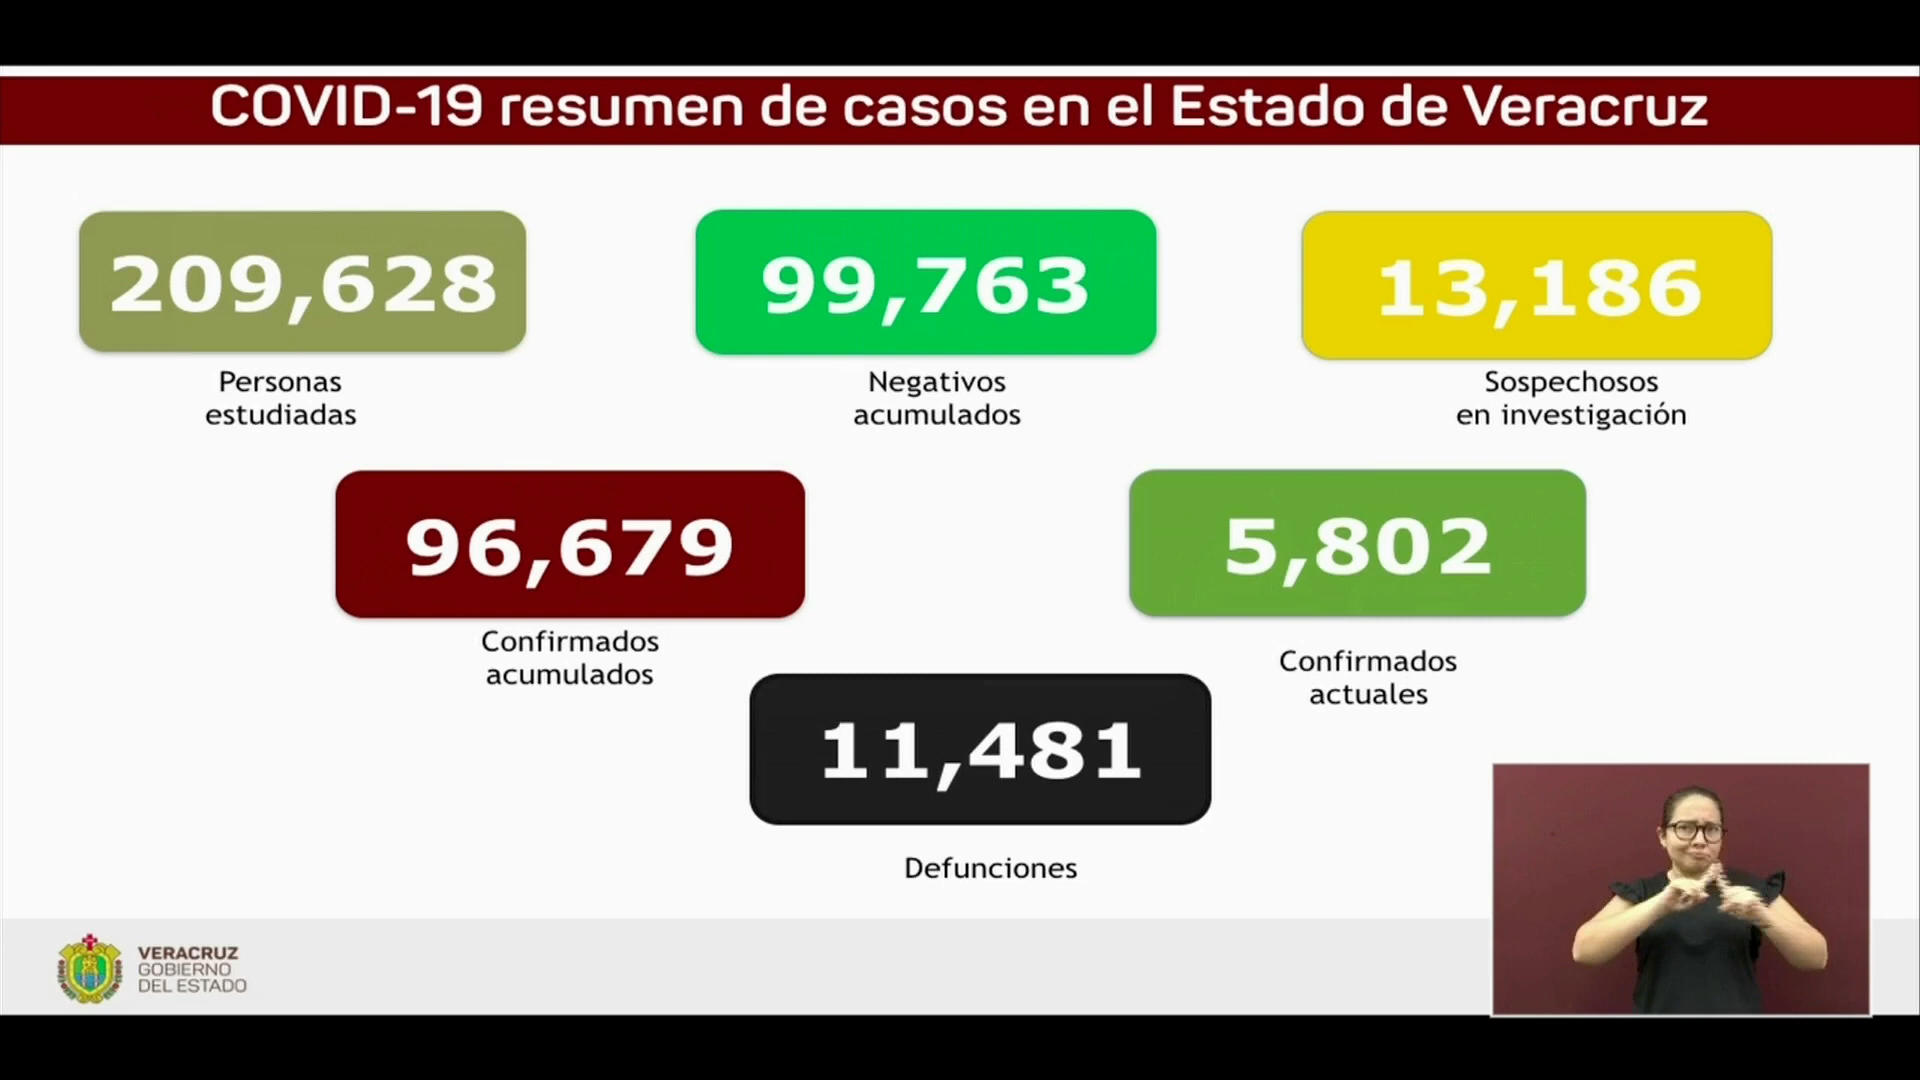 COVID-19 resumen de casos en el Estado de Veracruz
209,628
Personas
estudiadas
99,763
Negativos
acumulados
13,186
Sospechosos
en investigación
96,679
Confirmados
acumulados
5,802
Confirmados
actuales
11,481
Defunciones
VERACRUZ
GOBIERNO
DEL ESTADO